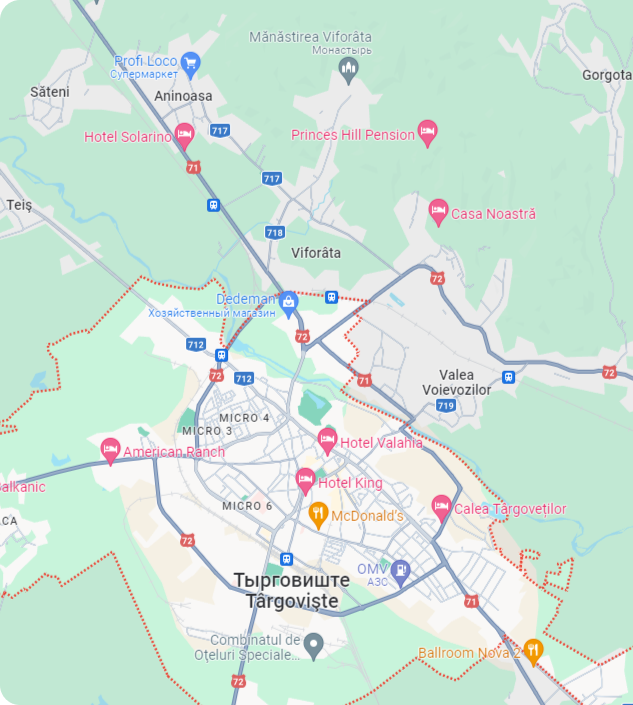 Mănăstirea Viforâta
Монастырь
Profi Loco
Супермаркет
Gorgota
Săteni
Aninoasa
717
Hotel Solarino
Princes Hill Pension
71
717
Teiş
Casa Noastră
718
Viforâta
72
Dedeman
Хозяйственный магазин
72
712
72
712
71
72
Valea
Voievozilor
719
MICRO 4
MICRO 3
Hotel Valahia
American Ranch
Balkanic
Hotel King
MICRO 6
McDonald's
Calea Târgoveților
CA
72
OMV
АЗС
Тырговиште
Târgovişte
71
Combinatul de
Oţeluri Speciale...
Ballroom Nova 2
72